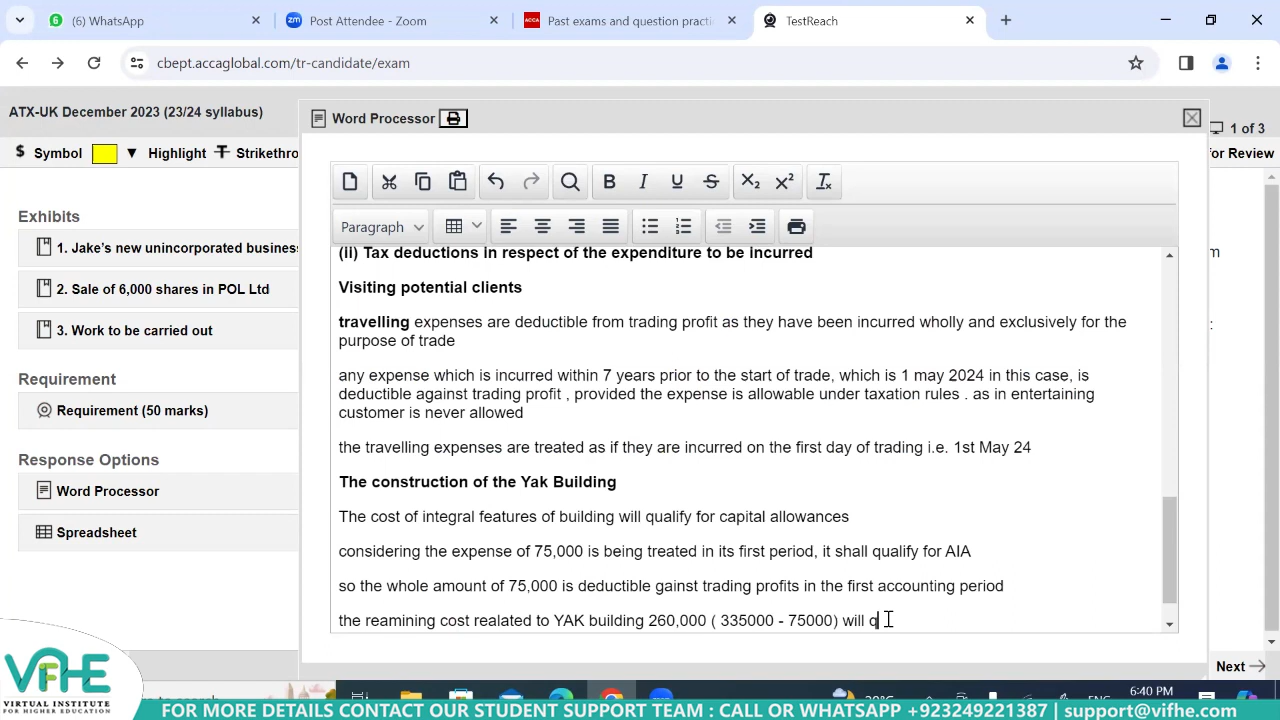 (6) WhatsApp
Post Attendee - Zoom
ACCA
Past exams and question practi
TestReach
cbept.accaglobal.com/tr-candidate/exam
ATX-UK December 2023 (23/24 syllabus)
Word Processor
1 of 3
$ Symbol
Highlight
T Strikethro
for Review
Exhibits
1. Jake's new unincorporated business
2. Sale of 6,000 shares in POL Ltd
3. Work to be carried out
Requirement
Requirement (50 marks)
Response Options
Word Processor
Spreadsheet
B I U S X₂ X² Tx
Paragraph
(ii) Tax deductions in respect of the expenditure to be incurred
Visiting potential clients
travelling expenses are deductible from trading profit as they have been incurred wholly and exclusively for the
purpose of trade
any expense which is incurred within 7 years prior to the start of trade, which is 1 may 2024 in this case, is
deductible against trading profit , provided the expense is allowable under taxation rules . as in entertaining
customer is never allowed
the travelling expenses are treated as if they are incurred on the first day of trading i.e. 1st May 24
The construction of the Yak Building
The cost of integral features of building will qualify for capital allowances
considering the expense of 75,000 is being treated in its first period, it shall qualify for AIA
so the whole amount of 75,000 is deductible gainst trading profits in the first accounting period
the reamining cost realated to YAK building 260,000 ( 335000 - 75000) will q
Next
6:40 PM
VIFHE
VIRTUAL INSTITUTE
FOR HIGHER EDUCATION
FOR MORE DETAILS CONTACT OUR STUDENT SUPPORT TEAM : CALL OR WHATSAPP +923249221387 | support@vifhe.com